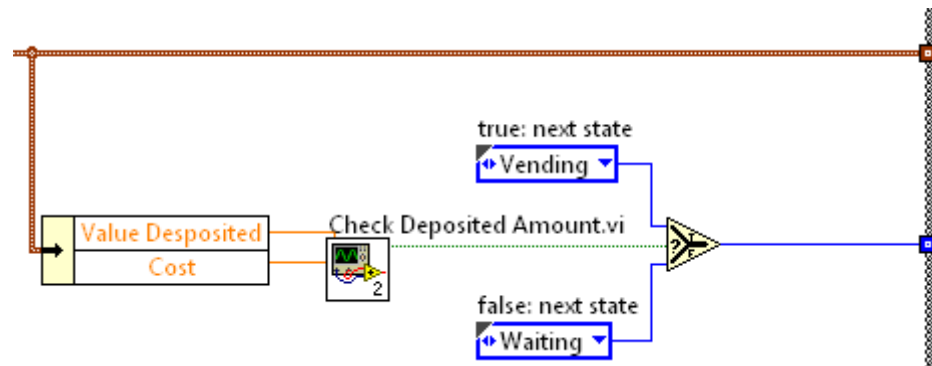 true: next state
Vending
Value Desposited
Check Deposited Amount.vi
?
T
F
Cost
2
false: next state
Waiting